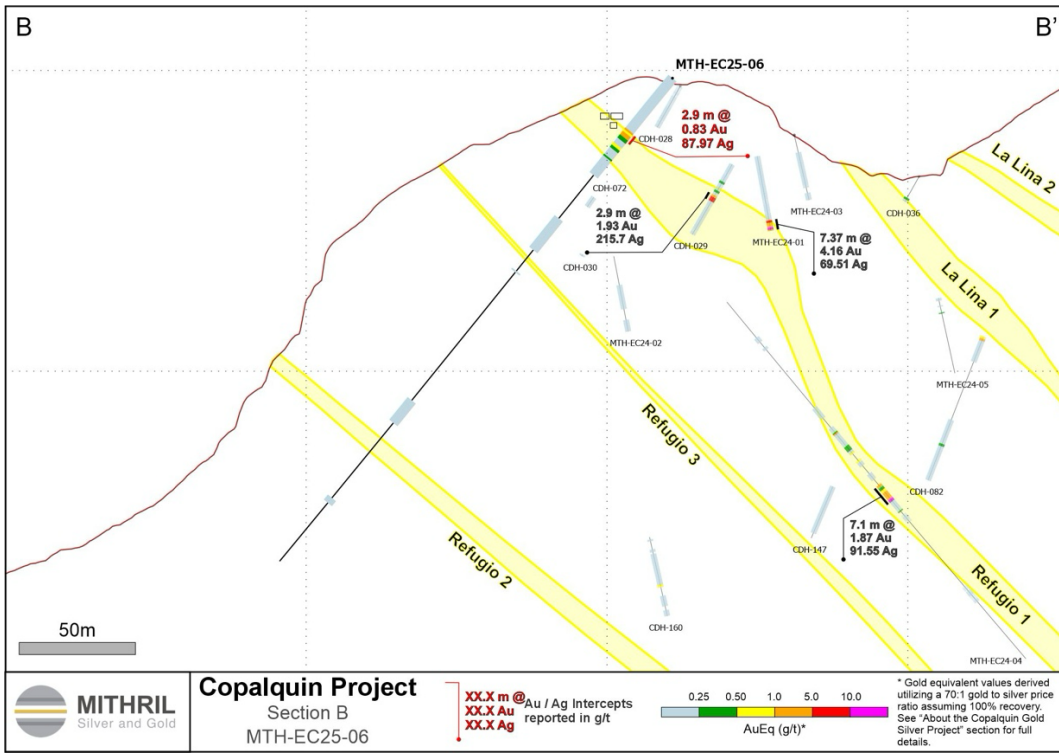 B
B'
MTH-EC25-06
2.9 m @
0.83 Au
87.97 Ag
CDH-028
CDH-072
2.9 m @
1.93 Au
215.7 Ag
CDH-029
CDH-030
MTH-EC24-01
MTH-EC24-03
7.37 m @
4.16 Au
69.51 Ag
CDH-036
La Lina 2
La Lina 1
MTH-EC24-02
MTH-EC24-05
Refugio 3
CDH-082
7.1 m @
1.87 Au
91.55 Ag
CDH-147
Refugio 2
Refugio 1
CDH-160
MTH-EC24-04
50m
MITHRIL
Silver and Gold
Copalquin Project
Section B
MTH-EC25-06
XX.X m @
XX.X Au
XX.X Ag
Au / Ag Intercepts
reported in g/t
0.25 0.50 1.0 5.0 10.0
AuEq (g/t)*
* Gold equivalent values derived
utilizing a 70:1 gold to silver price
ratio assuming 100% recovery.
See "About the Copalquin Gold
Silver Project" section for full
details.